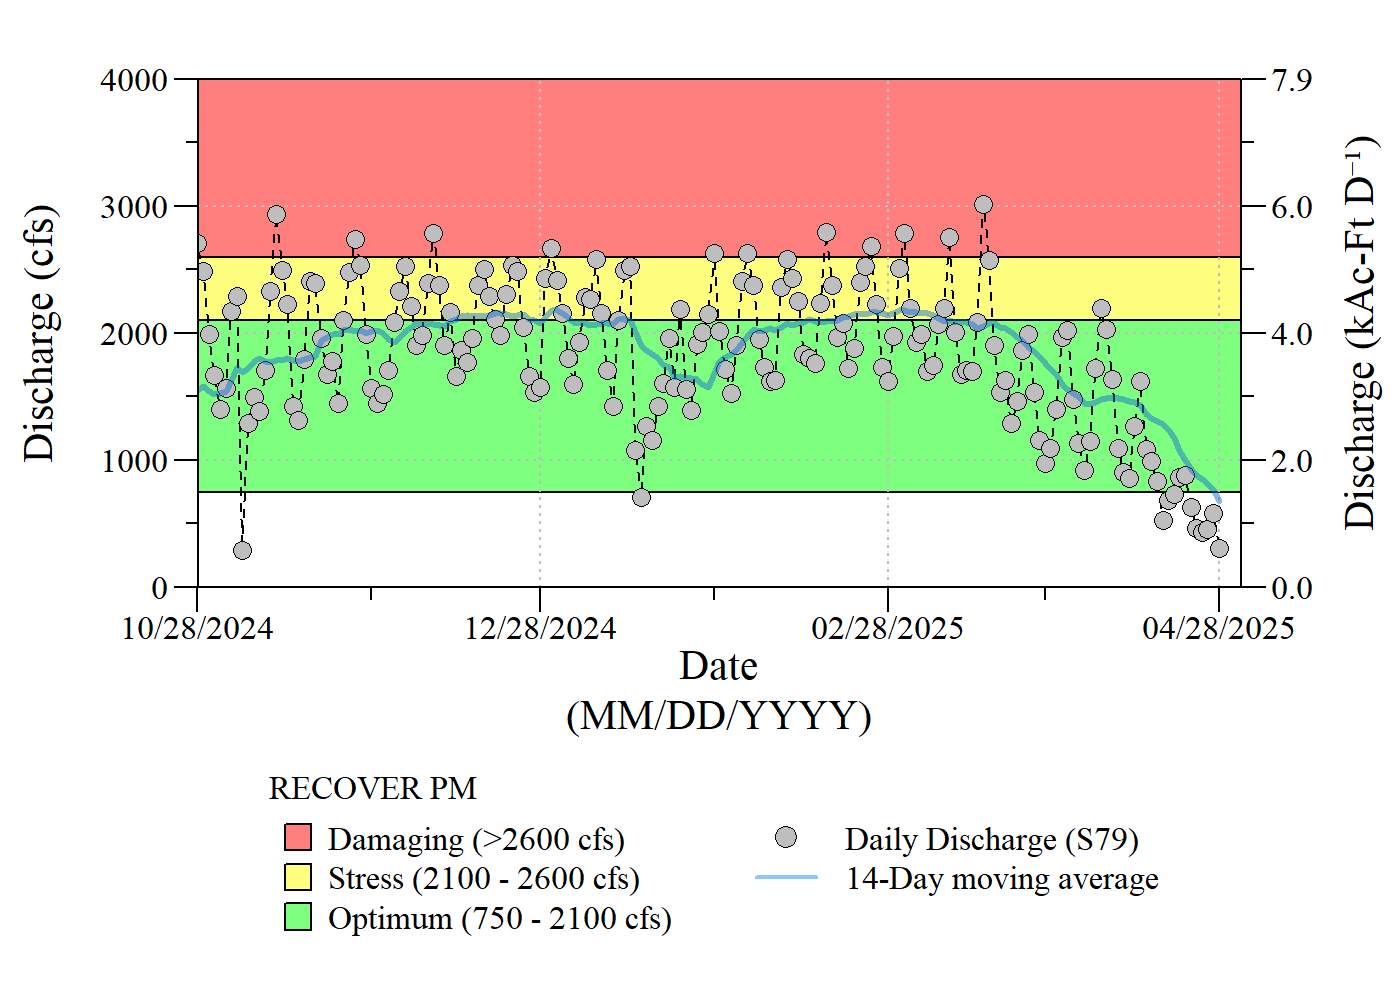 4000
3000
2000
1000
0
Discharge (cfs)
7.9
6.0
4.0
2.0
0.0
Discharge (kAc-Ft D⁻¹)
10/28/2024
12/28/2024
02/28/2025
04/28/2025
Date
(MM/DD/YYYY)
RECOVER PM
Damaging (>2600 cfs)
Stress (2100 - 2600 cfs)
Optimum (750 - 2100 cfs)
Daily Discharge (S79)
14-Day moving average